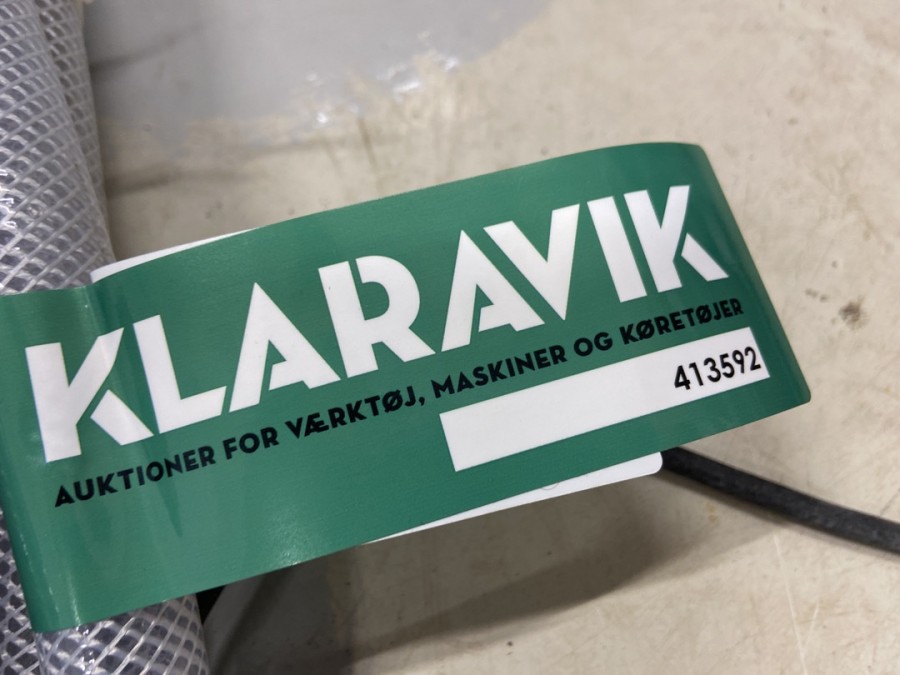 KLARAVIK
AUKTIONER FOR VÆRKTØJ, MASKINER OG KØRETØJER
413592